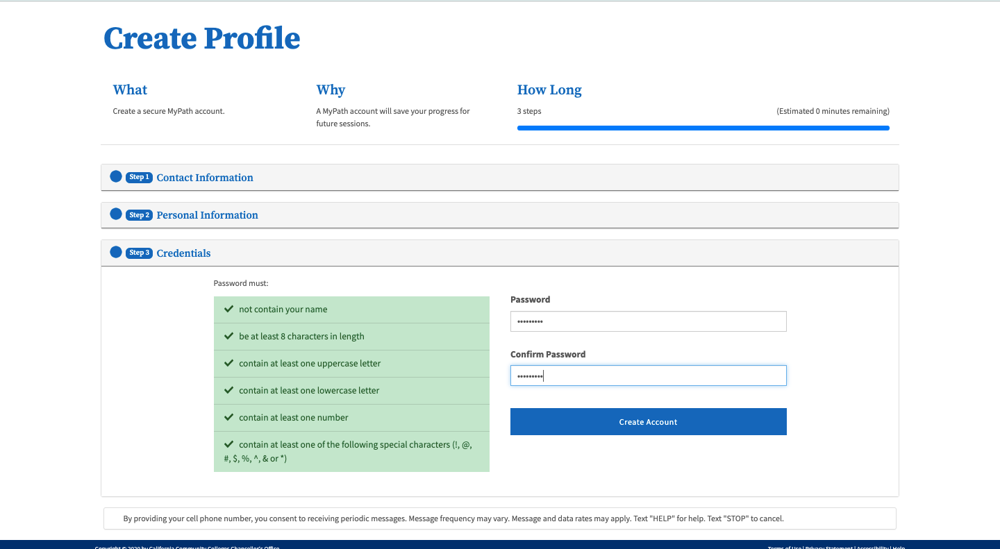 Create Profile
What
Create a secure MyPath account.
Why
A MyPath account will save your progress for
future sessions.
How Long
3 steps
(Estimated 0 minutes remaining)
Step 1 Contact Information
Step 2 Personal Information
Step 3 Credentials
Password must:
not contain your name
be at least 8 characters in length
contain at least one uppercase letter
contain at least one lowercase letter
contain at least one number
contain at least one of the following special characters (!, @,
#, $, %, ^, & or *)
Password
•••••••••
Confirm Password
•••••••••
Create Account
By providing your cell phone number, you consent to receiving periodic messages. Message frequency may vary. Message and data rates may apply. Text "HELP" for help. Text "STOP" to cancel.
Copyright © 2020 by California Community Colleges Chancellor's Office
Terms of Use | Privacy Statement | Accessibility | Help